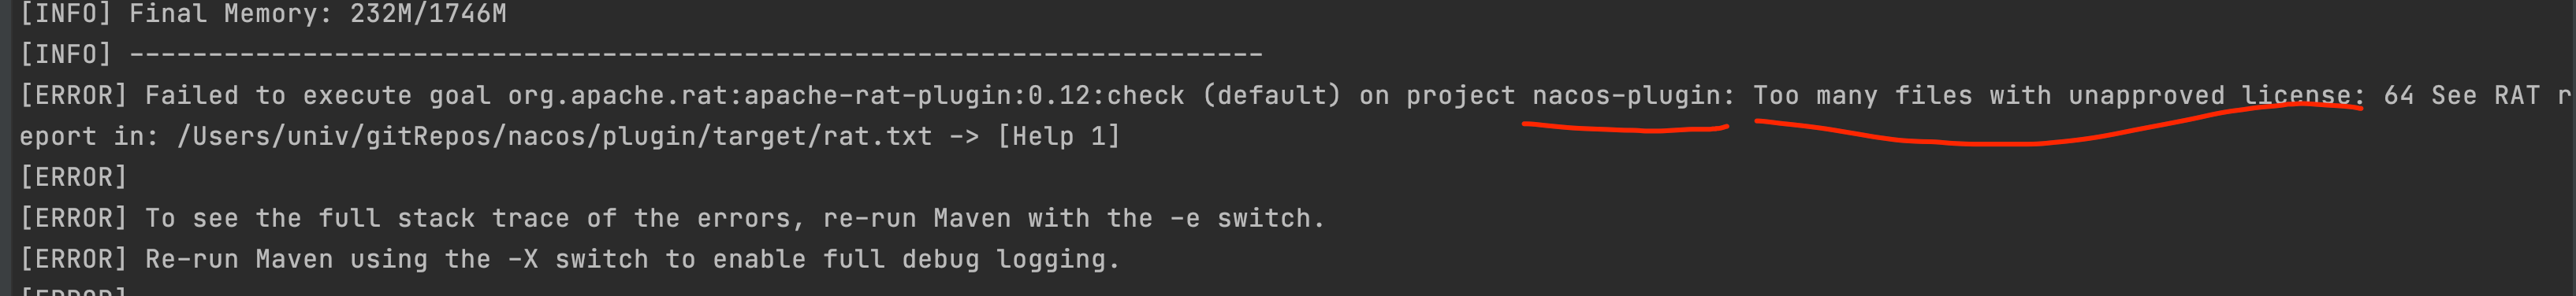 [INFO] Final Memory: 232M/1746M
[INFO] ------------------------------------------------------------------------
[ERROR] Failed to execute goal org.apache.rat:apache-rat-plugin:0.12:check (default) on project nacos-plugin: Too many files with unapproved license: 64 See RAT r
eport in: /Users/univ/gitRepos/nacos/plugin/target/rat.txt -> [Help 1]
[ERROR]
[ERROR] To see the full stack trace of the errors, re-run Maven with the -e switch.
[ERROR] Re-run Maven using the -X switch to enable full debug logging.
[ERROR]